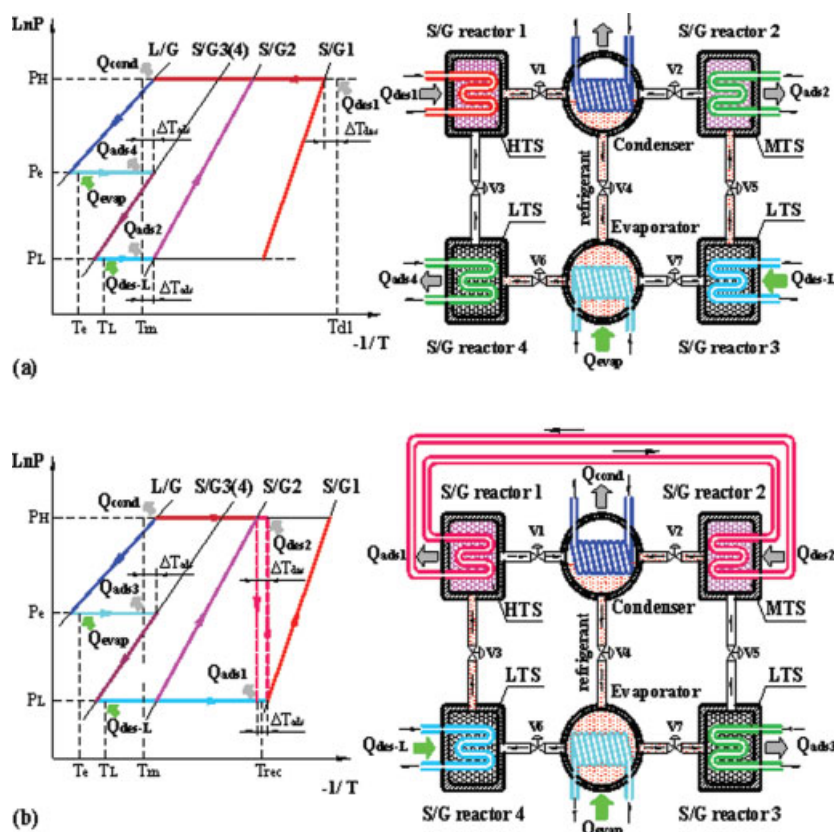 LnP
L/G S/G3(4) S/G2 S/G1
Qcond
PH
Qdes1
ΔTdes
ΔTads
Qads4
Pe
Qevap
Qads2
PL
Qdes-L
ΔTads
Te TL Tm Td1
-1/T
(a)
S/G reactor 1
S/G reactor 2
V1
V2
Qdes1
Qads2
HTS
Condenser
MTS
refrigerant
V3
V4
V5
LTS
Evaporator
LTS
V6
V7
Qads4
Qdes-L
S/G reactor 4
S/G reactor 3
Qevap
LnP
L/G S/G3(4) S/G2 S/G1
Qcond
PH
Qdes2
ΔTads
ΔTdes
Qads3
Pe
Qevap
Qads1
PL
Qdes-L
ΔTads
Te TL Tm Trec
-1/T
(b)
Qcond
S/G reactor 1
S/G reactor 2
V1
V2
Qads1
Qdes2
HTS
Condenser
MTS
refrigerant
V3
V4
V5
LTS
Evaporator
LTS
V6
V7
Qdes-L
Qads3
S/G reactor 4
S/G reactor 3
Qevap